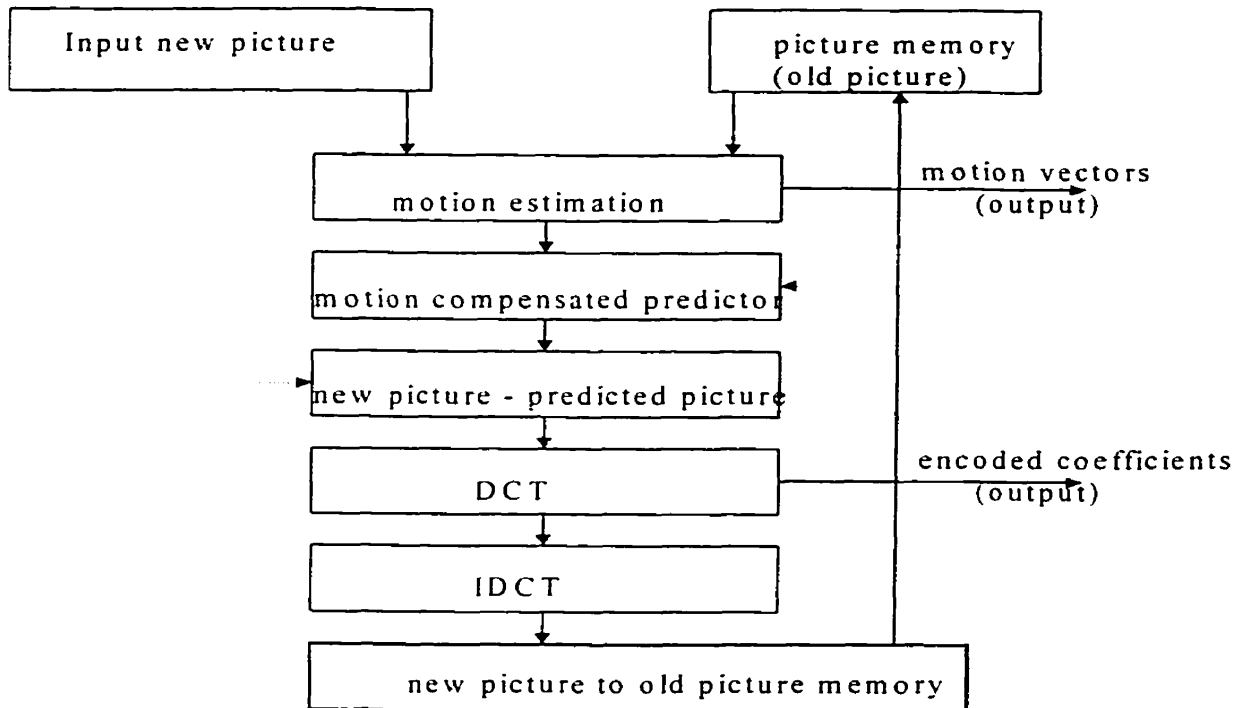 Input new picture
picture memory
(old picture)
motion vectors
(output)
motion estimation
motion compensated predictor
new picture - predicted picture
encoded coefficients
(output)
DCT
IDCT
new picture to old picture memory